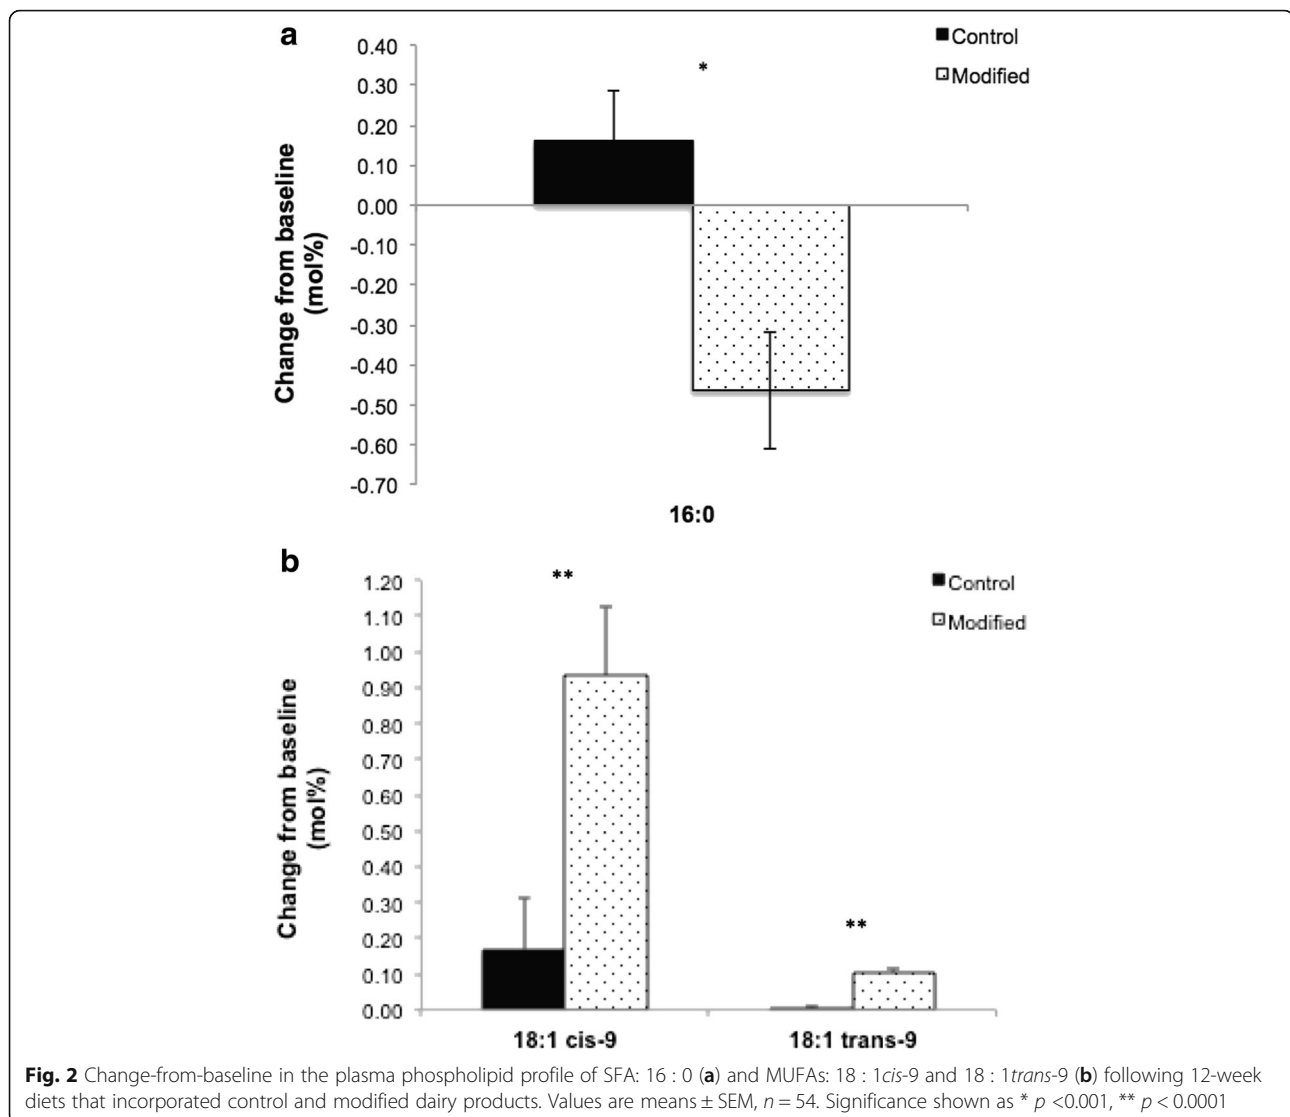 a
Control
Modified
*
0.40
0.30
0.20
0.10
0.00
-0.10
-0.20
-0.30
-0.40
-0.50
-0.60
-0.70
Change from baseline
(mol%)
16:0
b
Control
Modified
**
**
1.20
1.10
1.00
0.90
0.80
0.70
0.60
0.50
0.40
0.30
0.20
0.10
0.00
Change from baseline
(mol%)
18:1 cis-9
18:1 trans-9
Fig. 2 Change-from-baseline in the plasma phospholipid profile of SFA: 16 : 0 (a) and MUFAs: 18 : 1cis-9 and 18 : 1trans-9 (b) following 12-week
diets that incorporated control and modified dairy products. Values are means ± SEM, n = 54. Significance shown as * p <0.001, ** p < 0.0001